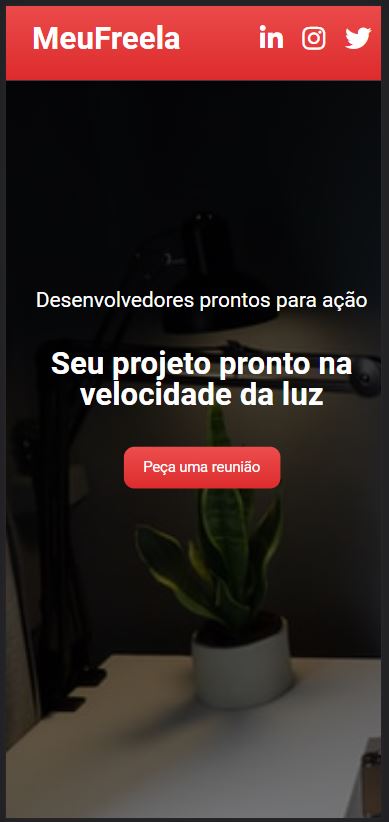 MeuFreela
Desenvolvedores prontos para ação
Seu projeto pronto na
velocidade da luz
Peça uma reunião